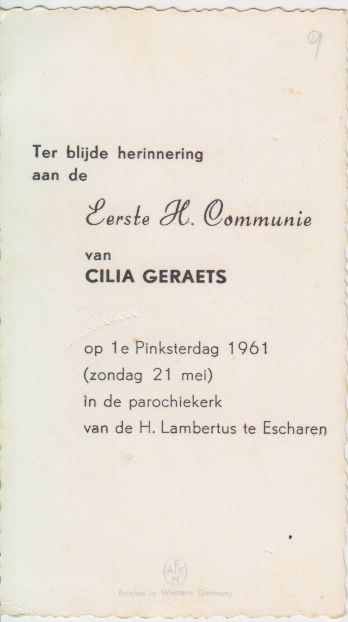 9
Ter blijde herinnering
aan de
Eerste H. Communie
van
CILIA GERAETS
op 1e Pinksterdag 1961
(zondag 21 mei)
in de parochiekerk
van de H. Lambertus te Escharen
AFKH
Printed in Western Germany